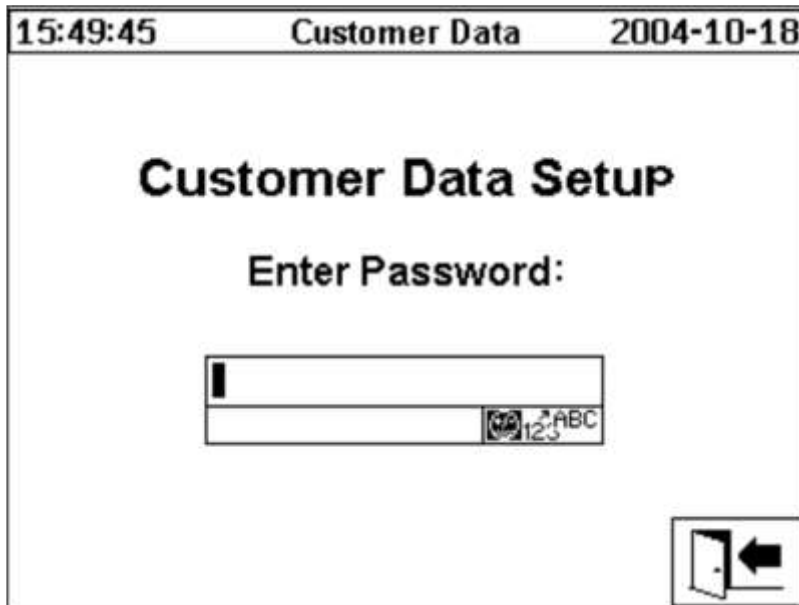 15:49:45 Customer Data 2004-10-18
Customer Data Setup
Enter Password:
123 ABC